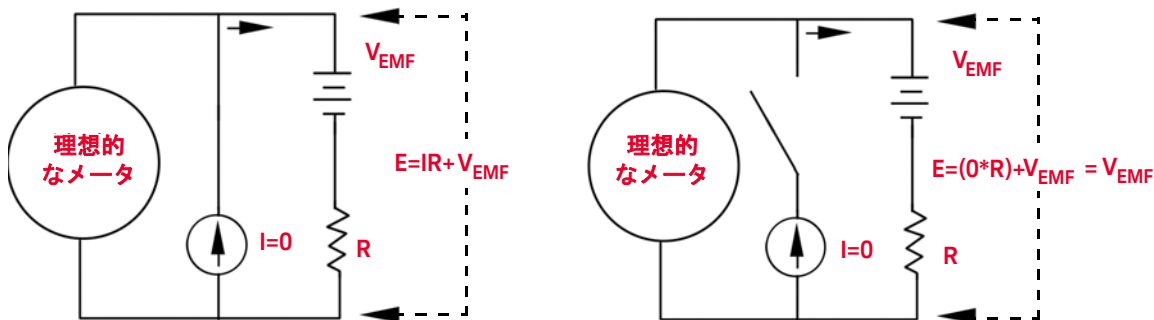 V_EMF
理想的
なメータ
E=IR+V_EMF
I=0
R
V_EMF
理想的
なメータ
E=(0*R)+V_EMF = V_EMF
I=0
R